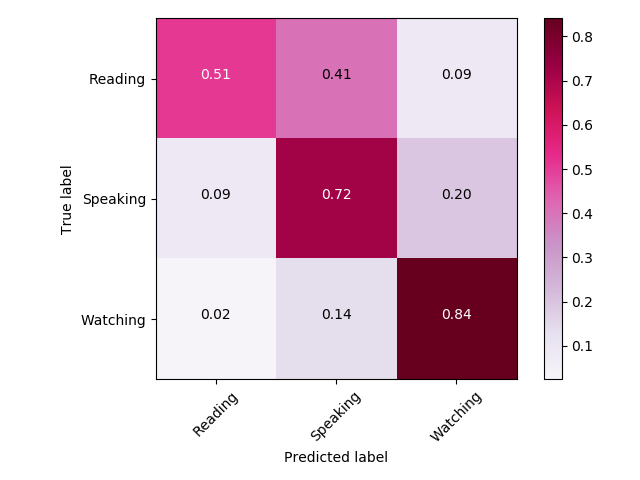 Reading 0.51 0.41 0.09
Speaking 0.09 0.72 0.20
Watching 0.02 0.14 0.84
Reading Speaking Watching
Predicted label
True label
0.8
0.7
0.6
0.5
0.4
0.3
0.2
0.1